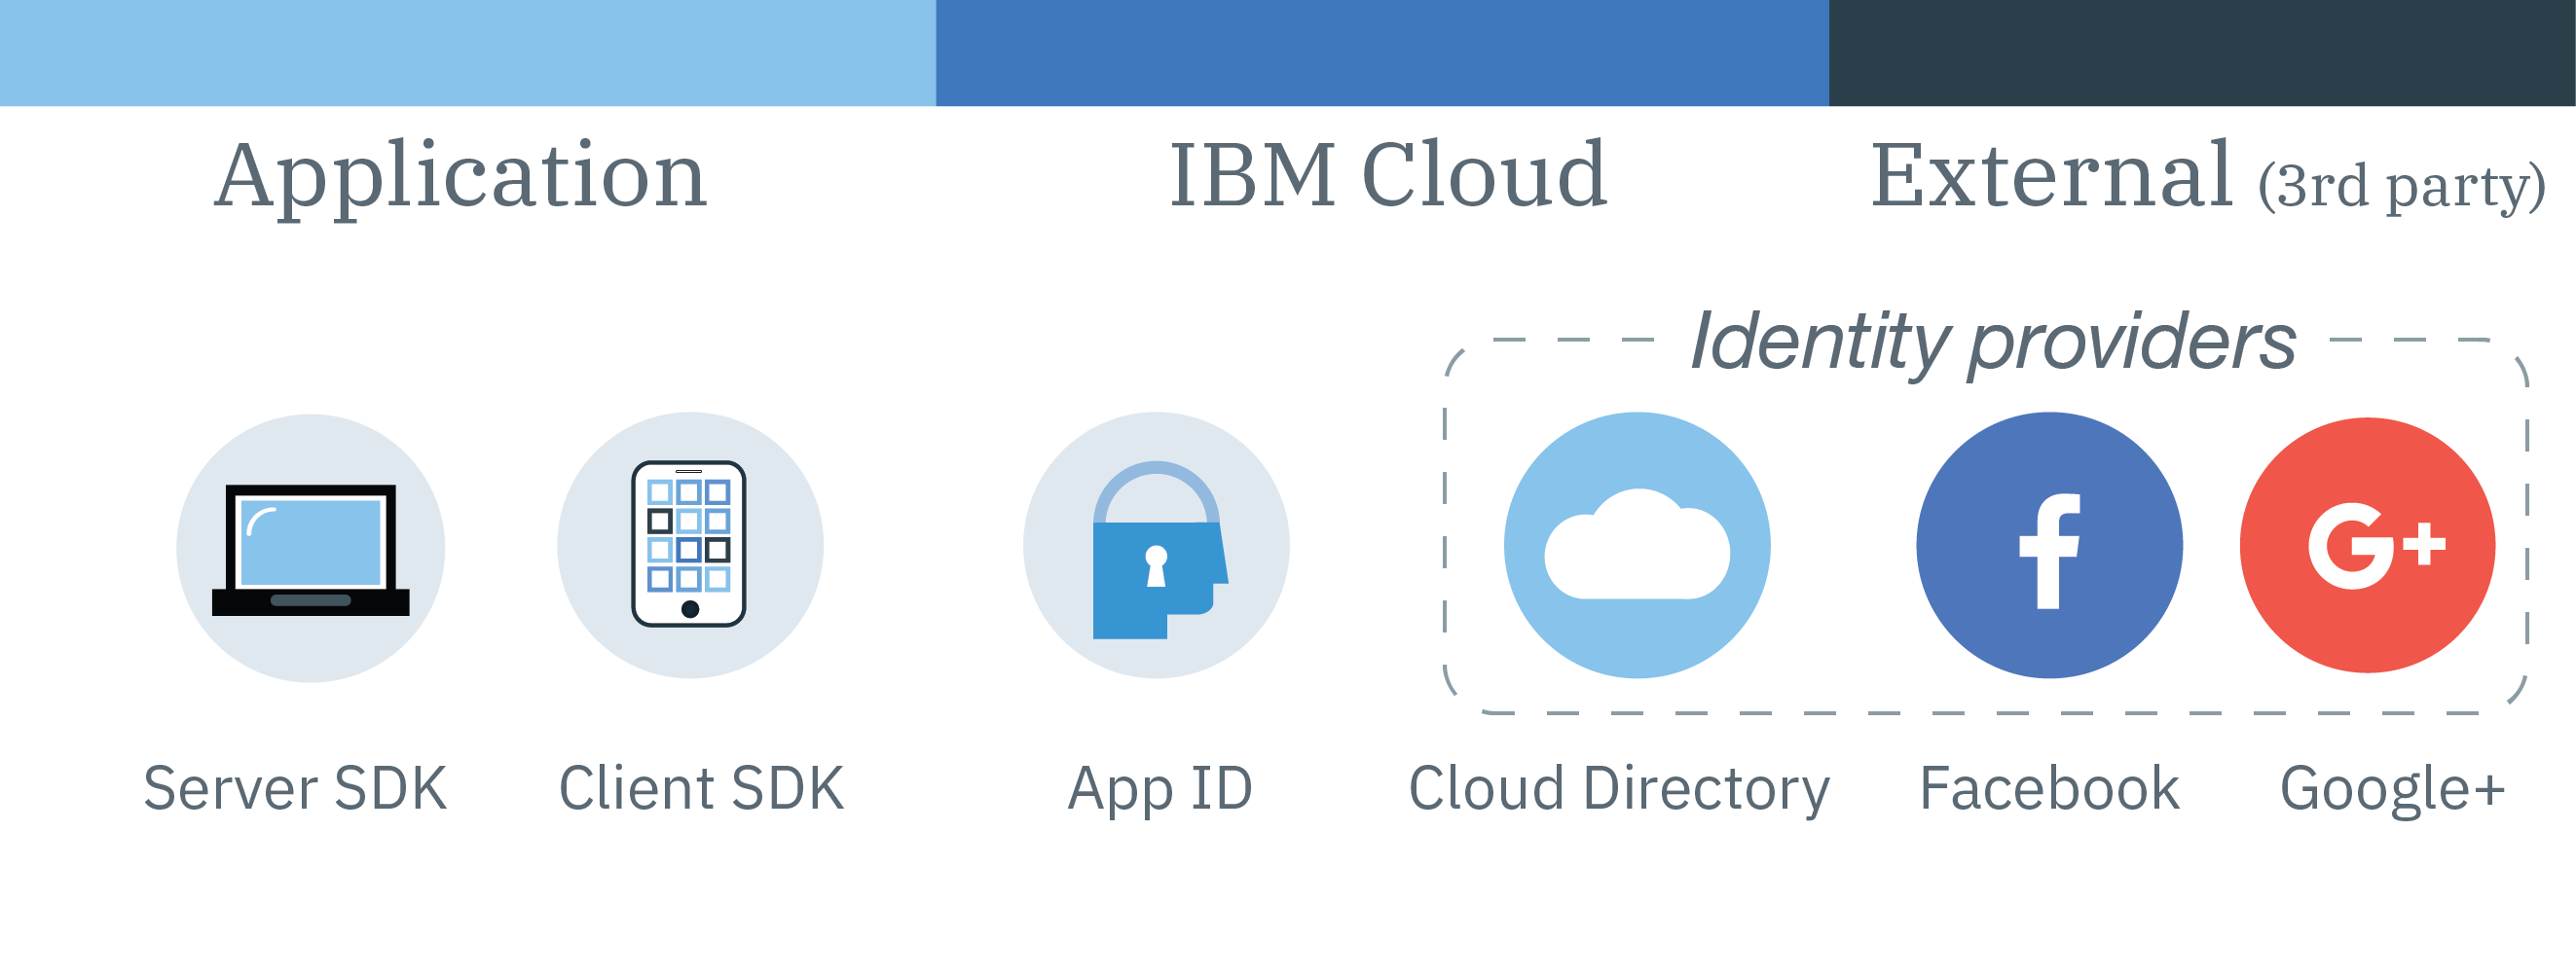 Application
IBM Cloud
External (3rd party)
Identity providers
f
G+
Server SDK
Client SDK
App ID
Cloud Directory
Facebook
Google+